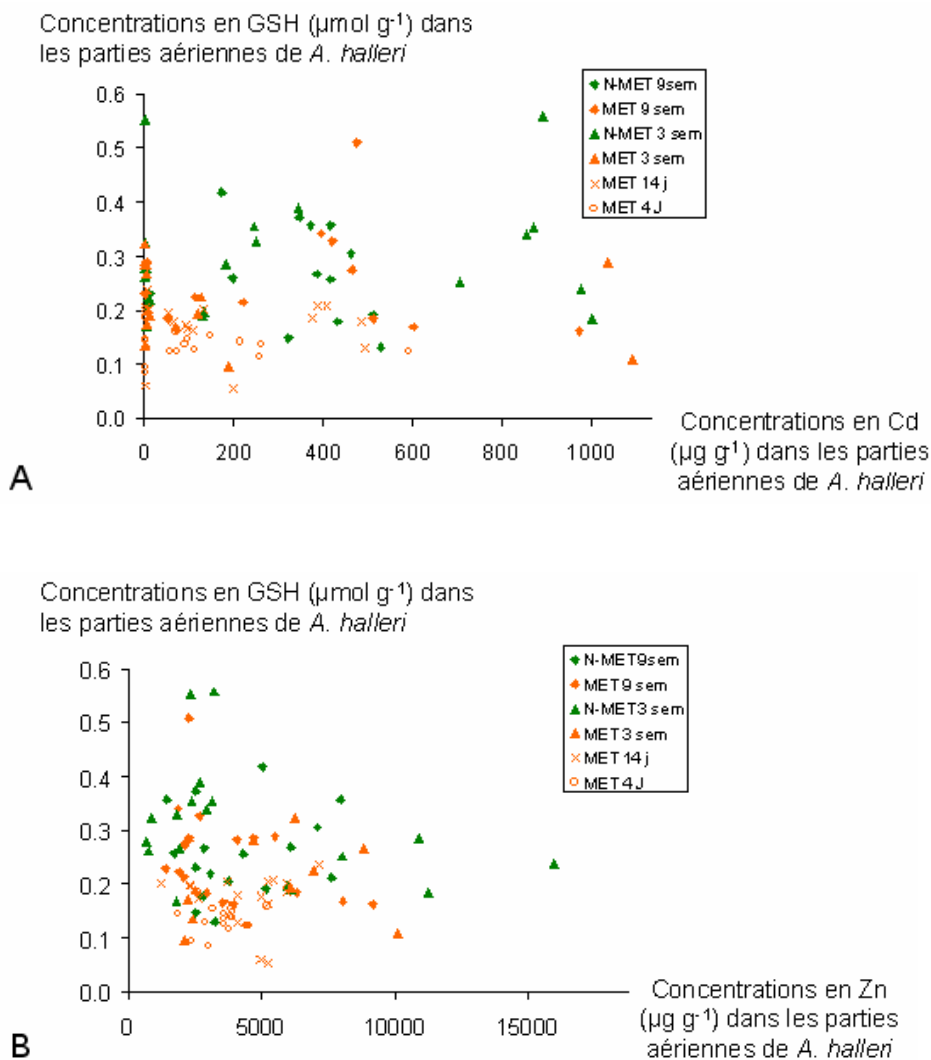 Concentrations en GSH (µmol g⁻¹) dans
les parties aériennes de A. halleri
0.6
0.5
0.4
0.3
0.2
0.1
0.0
N-MET 9sem
MET 9 sem
N-MET 3 sem
MET 3 sem
MET 14 j
MET 4J
0 200 400 600 800 1000
Concentrations en Cd
(µg g⁻¹) dans les parties
aériennes de A. halleri
A
Concentrations en GSH (µmol g⁻¹) dans
les parties aériennes de A. halleri
0.6
0.5
0.4
0.3
0.2
0.1
0.0
N-MET9sem
MET9 sem
N-MET3 sem
MET3 sem
MET14j
MET4J
0 5000 10000 15000
Concentrations en Zn
(µg g⁻¹) dans les parties
aériennes de A. halleri
B